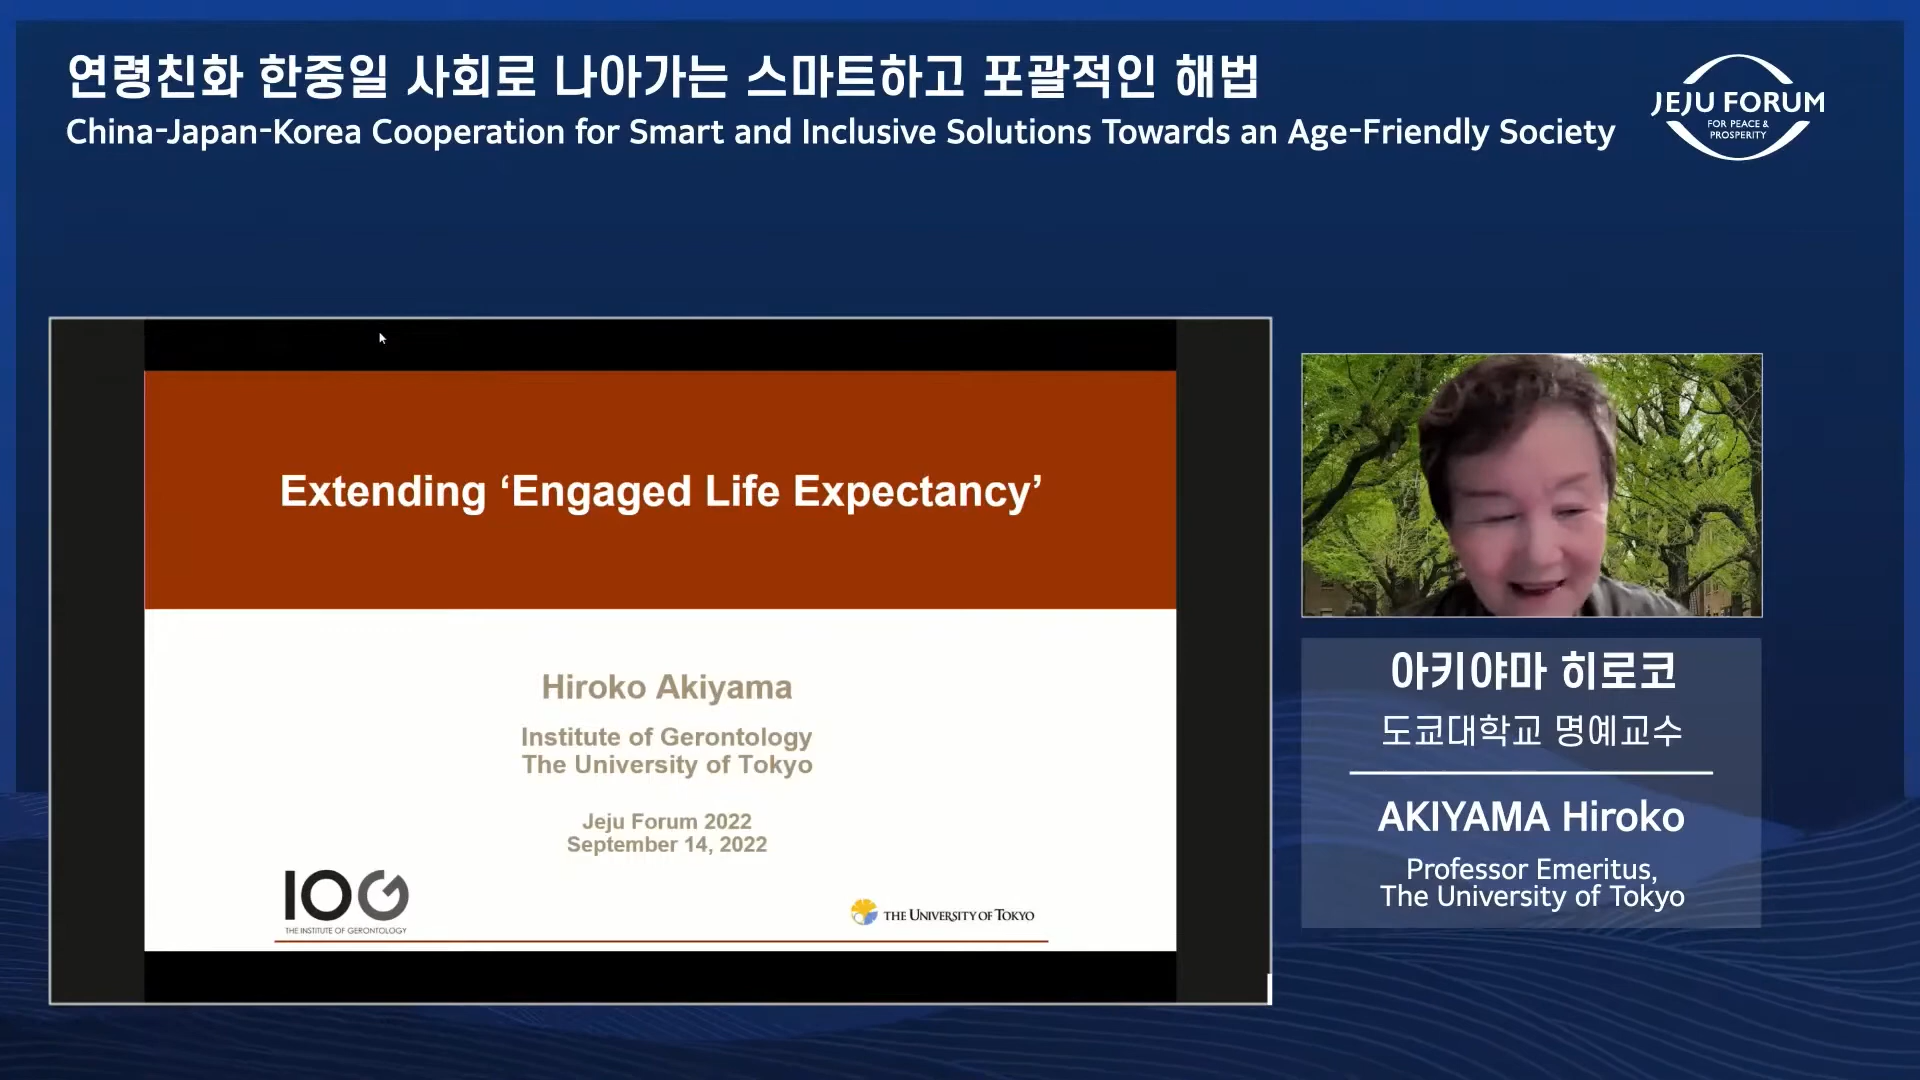 연령친화 한중일 사회로 나아가는 스마트하고 포괄적인 해법
China-Japan-Korea Cooperation for Smart and Inclusive Solutions Towards an Age-Friendly Society
JEJU FORUM
FOR PEACE &
PROSPERITY
Extending ‘Engaged Life Expectancy’
Hiroko Akiyama
Institute of Gerontology
The University of Tokyo
Jeju Forum 2022
September 14, 2022
IOG
THE INSTITUTE OF GERONTOLOGY
THE UNIVERSITY OF TOKYO
아키야마 히로코
도쿄대학교 명예교수
AKIYAMA Hiroko
Professor Emeritus,
The University of Tokyo